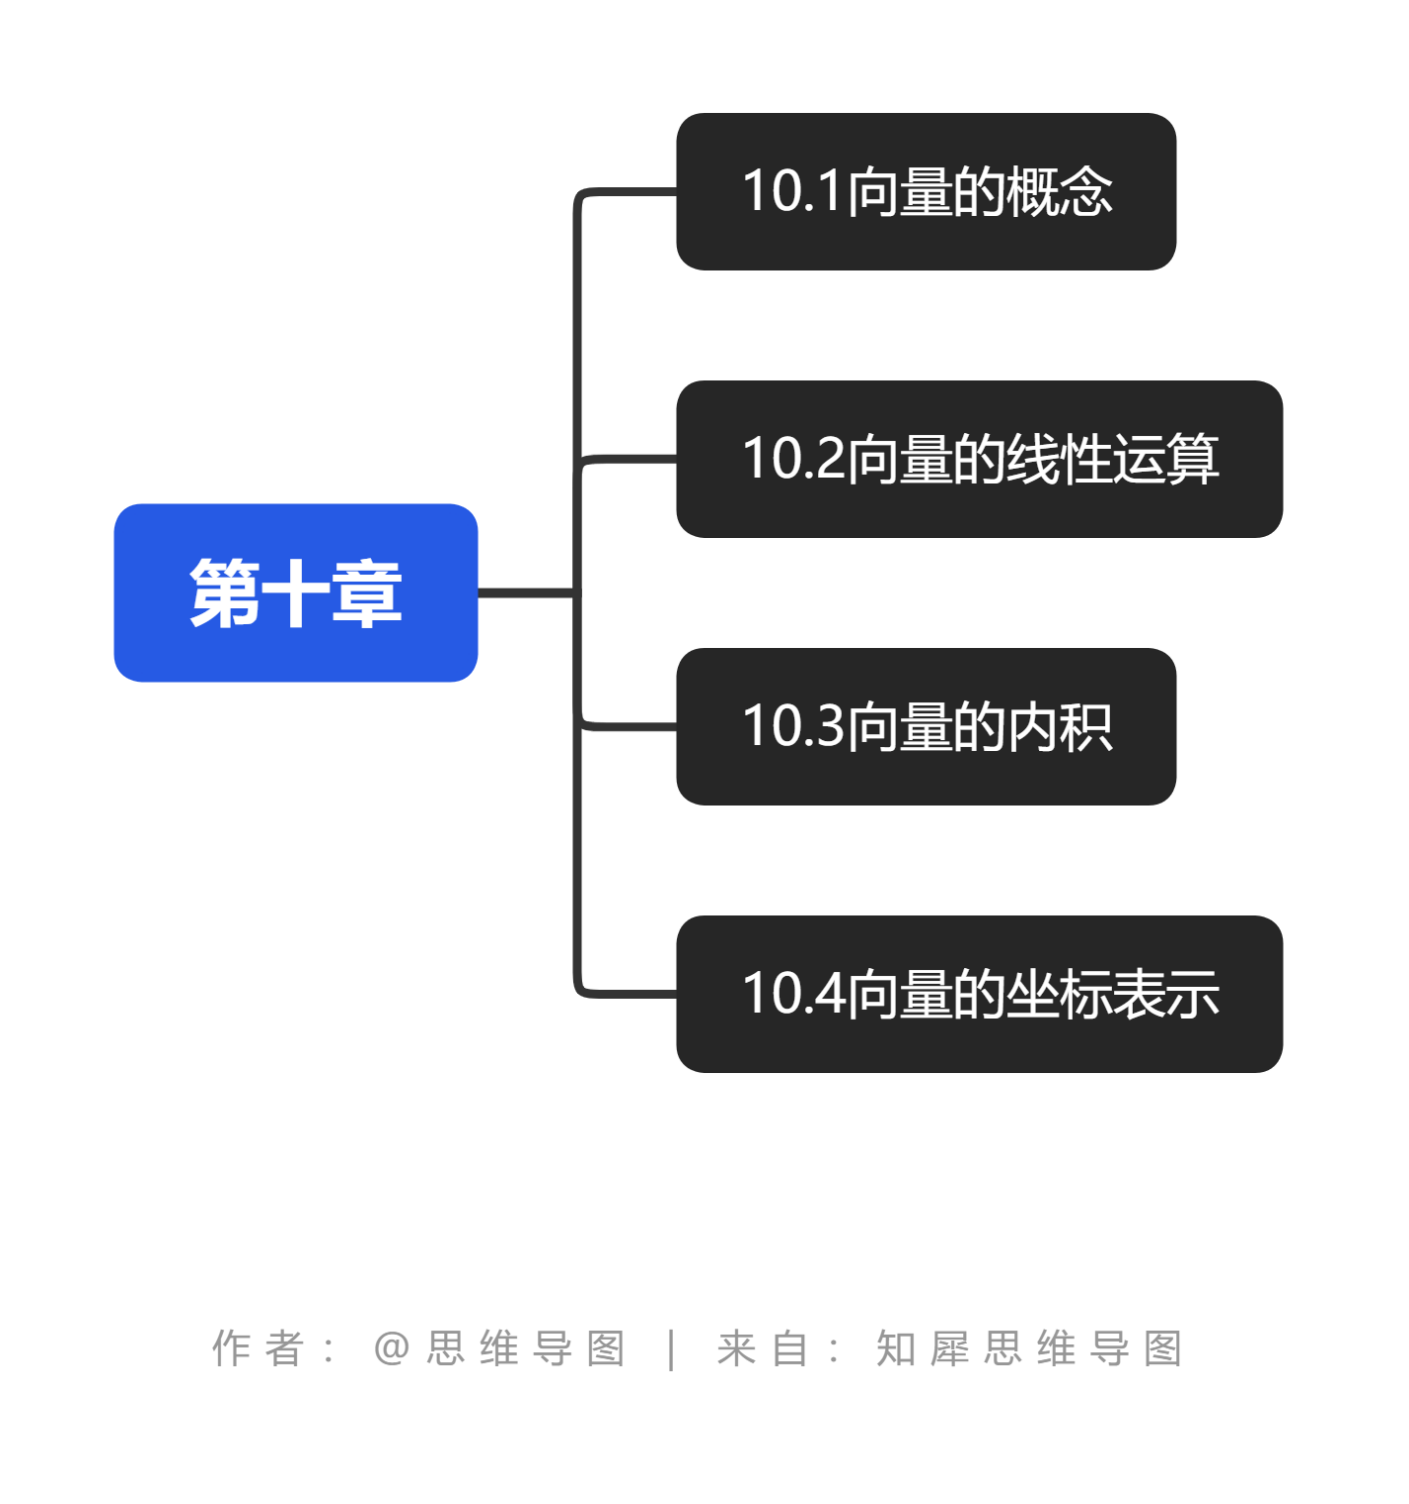 10.1向量的概念
10.2向量的线性运算
第十章
10.3向量的内积
10.4向量的坐标表示
作者：@思维导图 | 来自：知犀思维导图